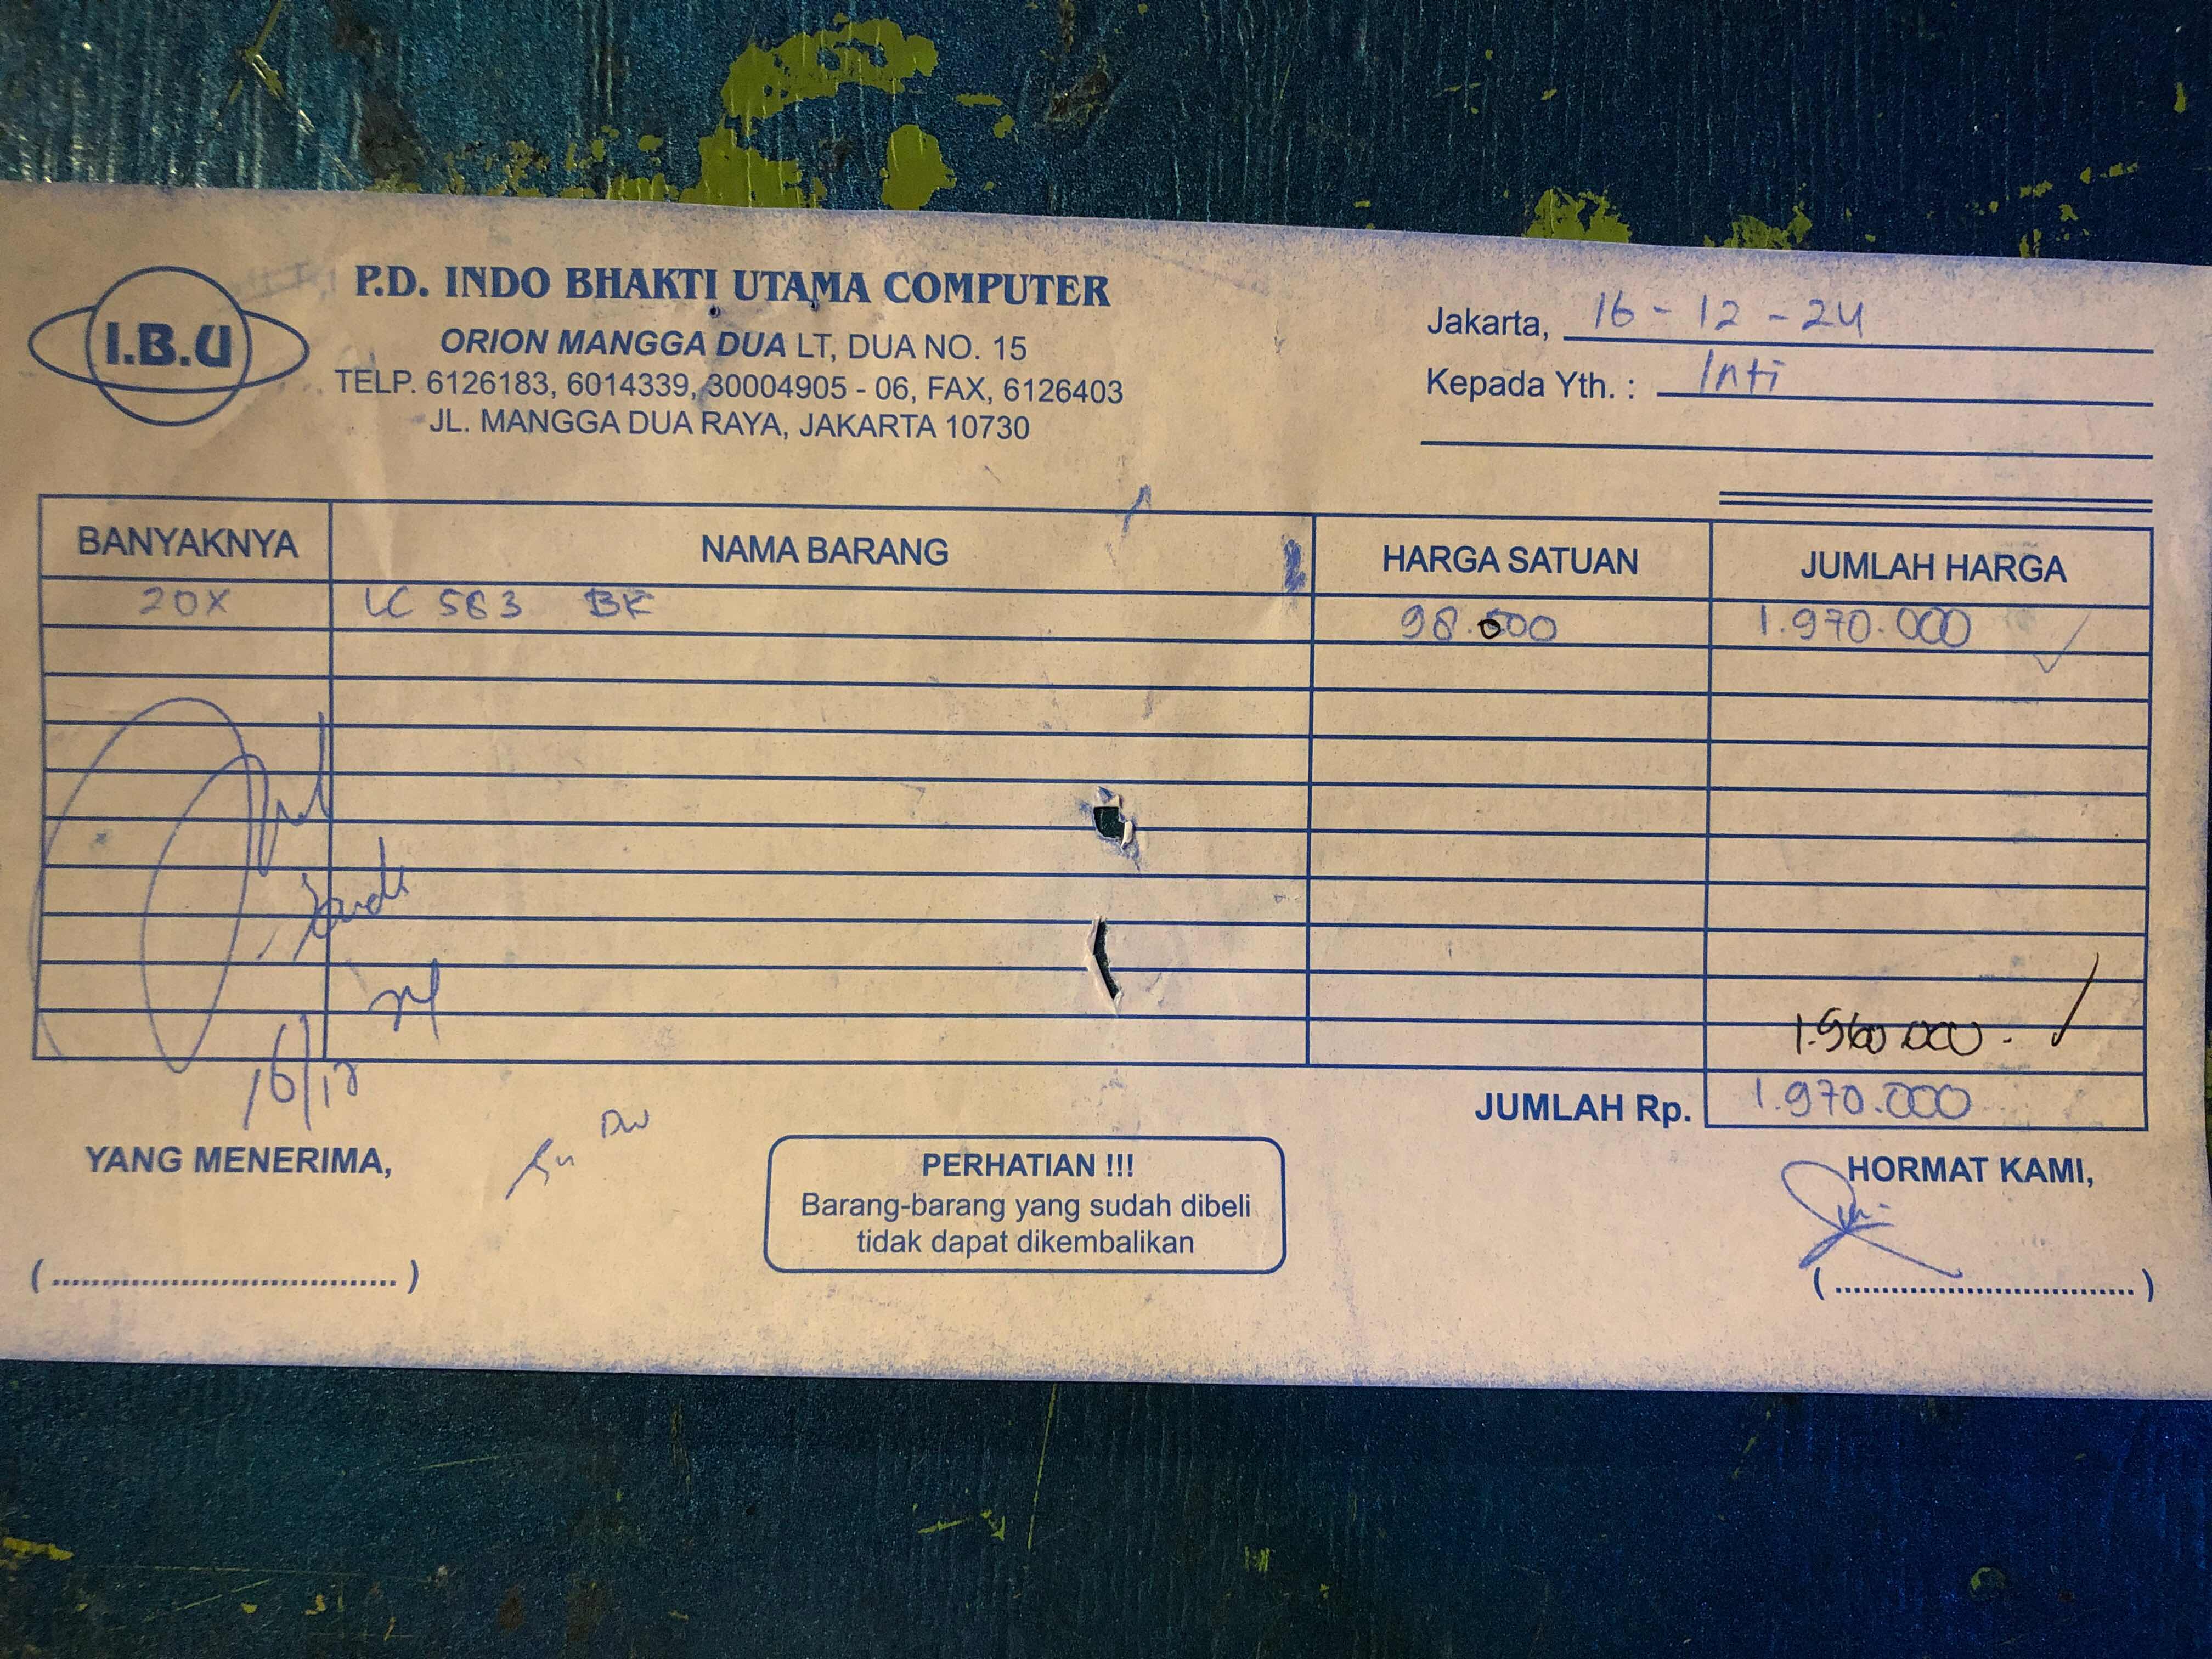 I.B.U
P.D. INDO BHAKTI UTAMA COMPUTER
ORION MANGGA DUA LT, DUA NO. 15
TELP. 6126183, 6014339, 30004905 - 06, FAX, 6126403
JL. MANGGA DUA RAYA, JAKARTA 10730
Jakarta, 16 - 12 - 24
Kepada Yth. : Inti
BANYAKNYA NAMA BARANG HARGA SATUAN JUMLAH HARGA
20X LC 563 BK 98.000 1.970.000
1.960.000.
16/12
JUMLAH Rp. 1.970.000
YANG MENERIMA,
PERHATIAN !!!
Barang-barang yang sudah dibeli
tidak dapat dikembalikan
HORMAT KAMI,
(..................................)
(..................................)